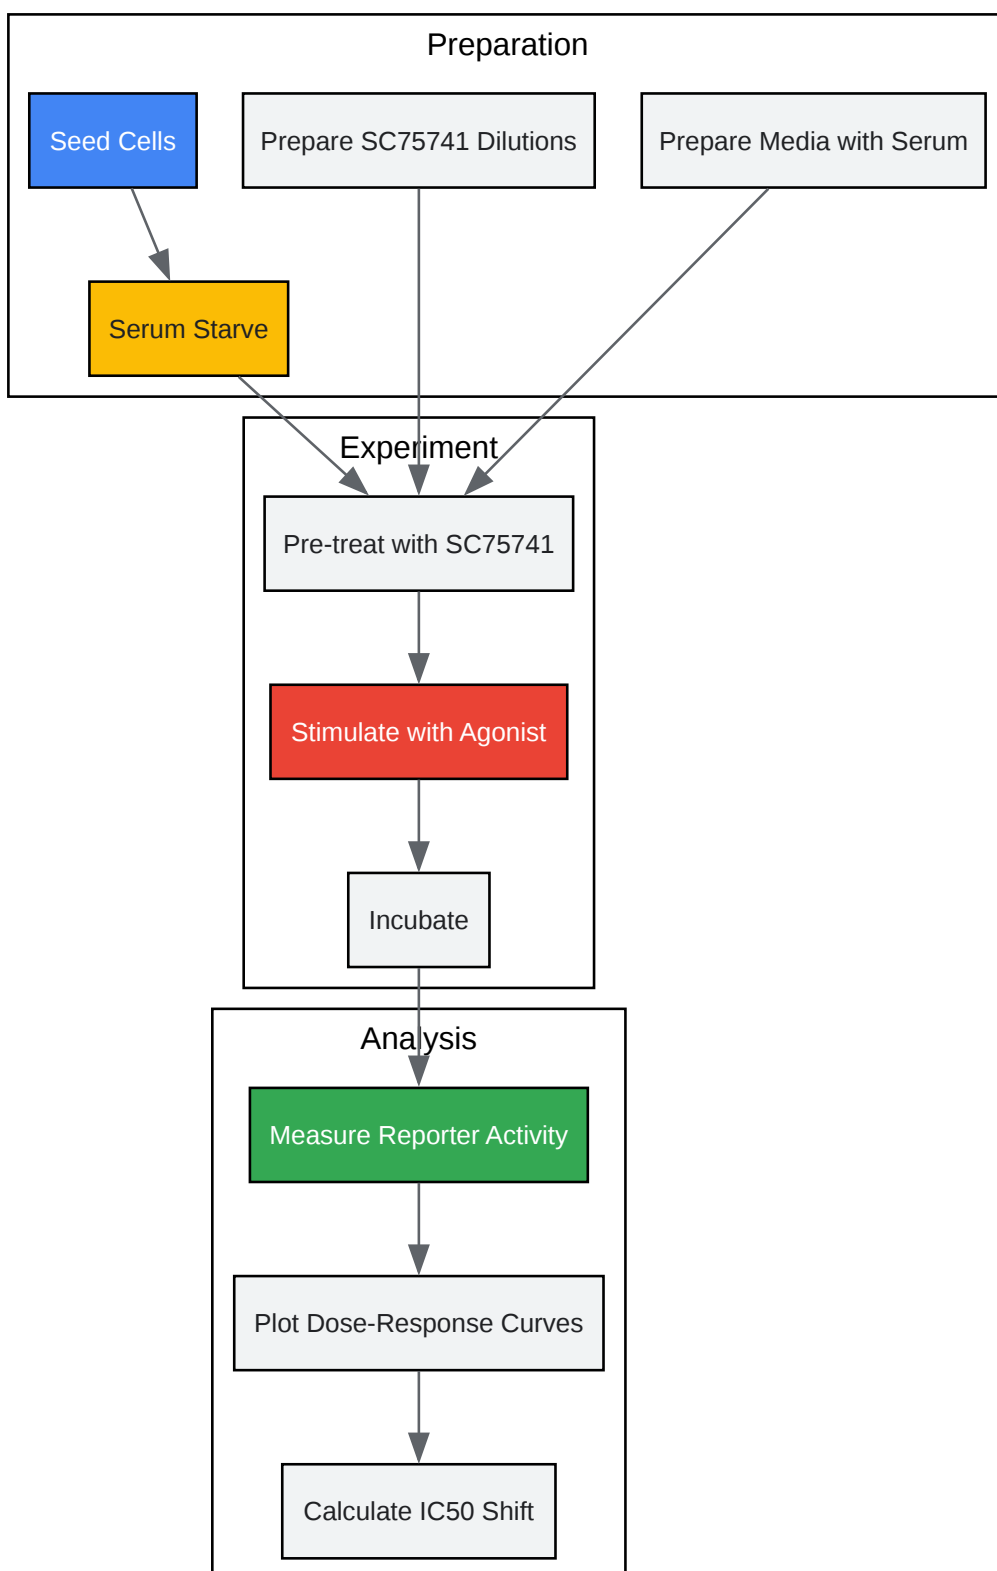 Preparation
Seed Cells
Prepare SC75741 Dilutions
Prepare Media with Serum
Serum Starve
Experiment
Pre-treat with SC75741
Stimulate with Agonist
Incubate
Analysis
Measure Reporter Activity
Plot Dose-Response Curves
Calculate IC50 Shift